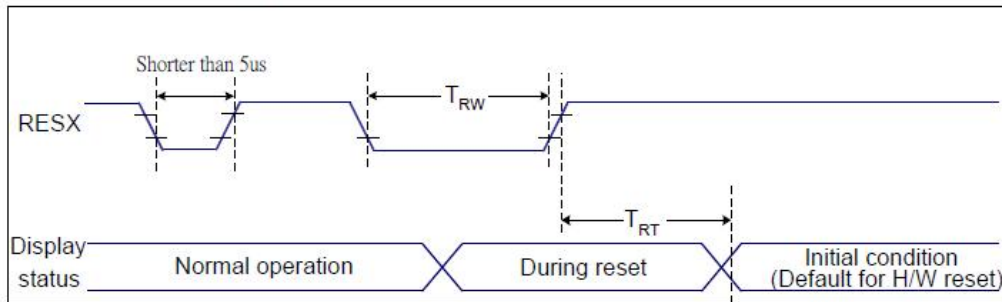 Shorter than 5us
RESX
TRW
TRT
Display
status
Normal operation
During reset
Initial condition
(Default for H/W reset)